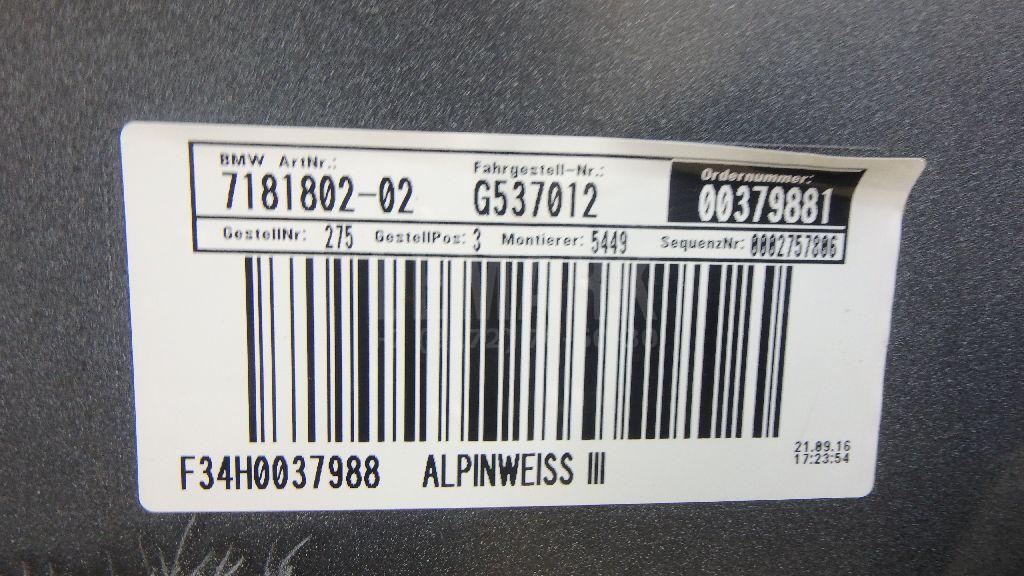 BMW ArtNr.: Fahrgestell-Nr.: Ordernummer:
7181802-02 G537012 00379881
GestellNr: 275 GestellPos: 3 Montierer: 5449 SequenzNr: 0002757806
F34H0037988 ALPINWEISS III
21.09.16
17:23:54